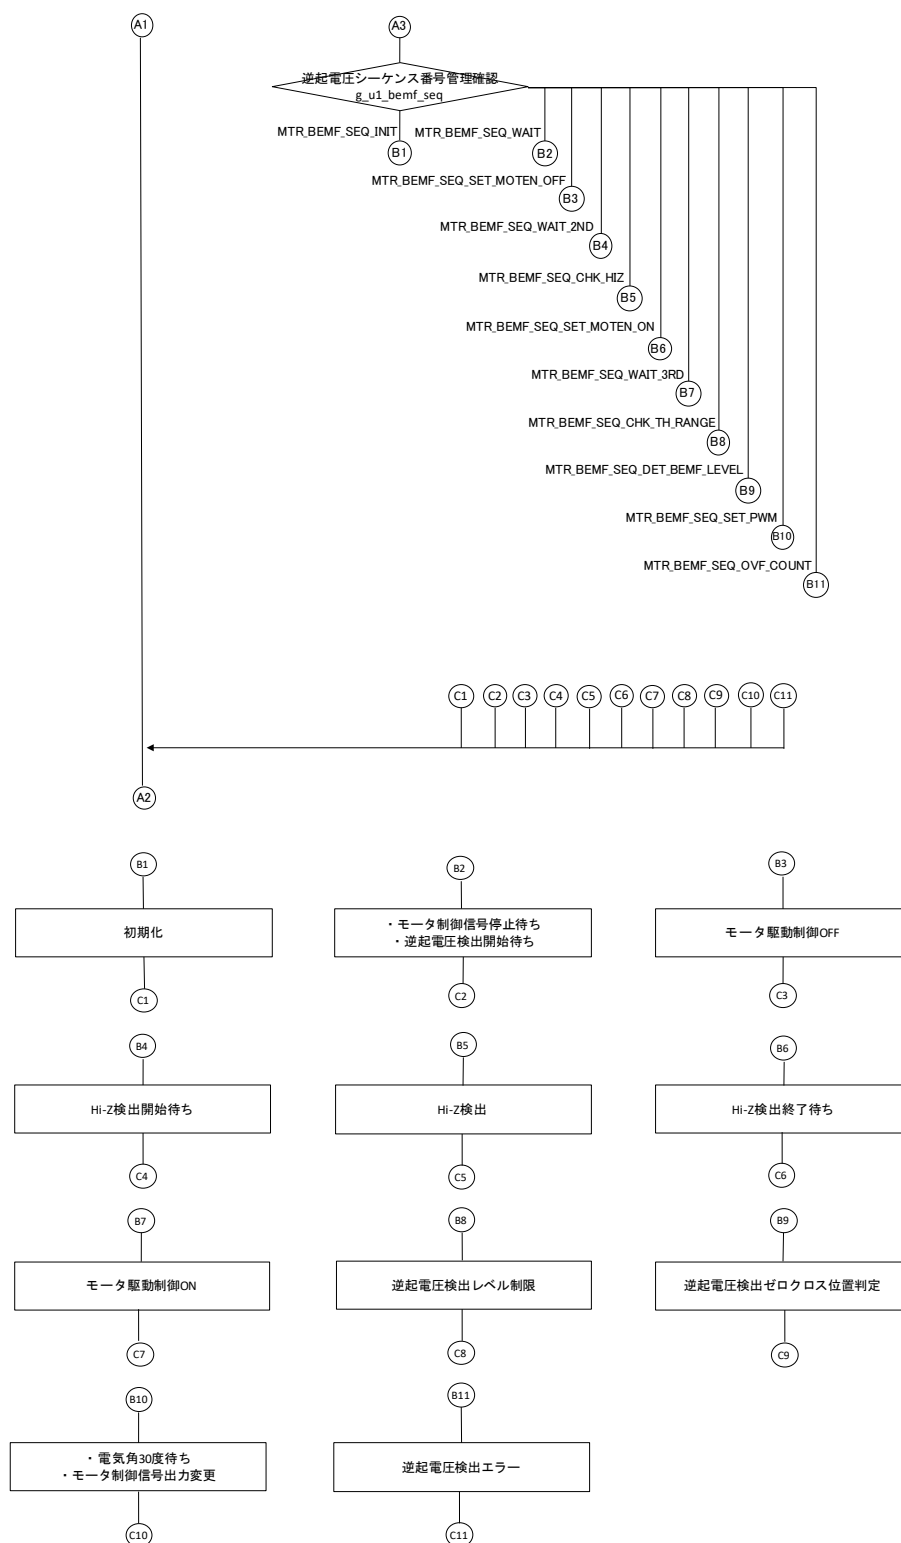 A1
A3
逆起電圧シーケンス番号管理確認
g_u1_bemf_seq
MTR_BEMF_SEQ_INIT
MTR_BEMF_SEQ_WAIT
B1
B2
MTR_BEMF_SEQ_SET_MOTEN_OFF
B3
MTR_BEMF_SEQ_WAIT_2ND
B4
MTR_BEMF_SEQ_CHK_HIZ
B5
MTR_BEMF_SEQ_SET_MOTEN_ON
B6
MTR_BEMF_SEQ_WAIT_3RD
B7
MTR_BEMF_SEQ_CHK_TH_RANGE
B8
MTR_BEMF_SEQ_DET_BEMF_LEVEL
B9
MTR_BEMF_SEQ_SET_PWM
B10
MTR_BEMF_SEQ_OVF_COUNT
B11
C1
C2
C3
C4
C5
C6
C7
C8
C9
C10
C11
A2
B1
B2
B3
初期化
・モータ制御信号停止待ち
・逆起電圧検出開始待ち
モータ駆動制御OFF
C1
C2
C3
B4
B5
B6
Hi-Z検出開始待ち
Hi-Z検出
Hi-Z検出終了待ち
C4
C5
C6
B7
B8
B9
モータ駆動制御ON
逆起電圧検出レベル制限
逆起電圧検出ゼロクロス位置判定
C7
C8
C9
B10
B11
・電気角30度待ち
・モータ制御信号出力変更
逆起電圧検出エラー
C10
C11